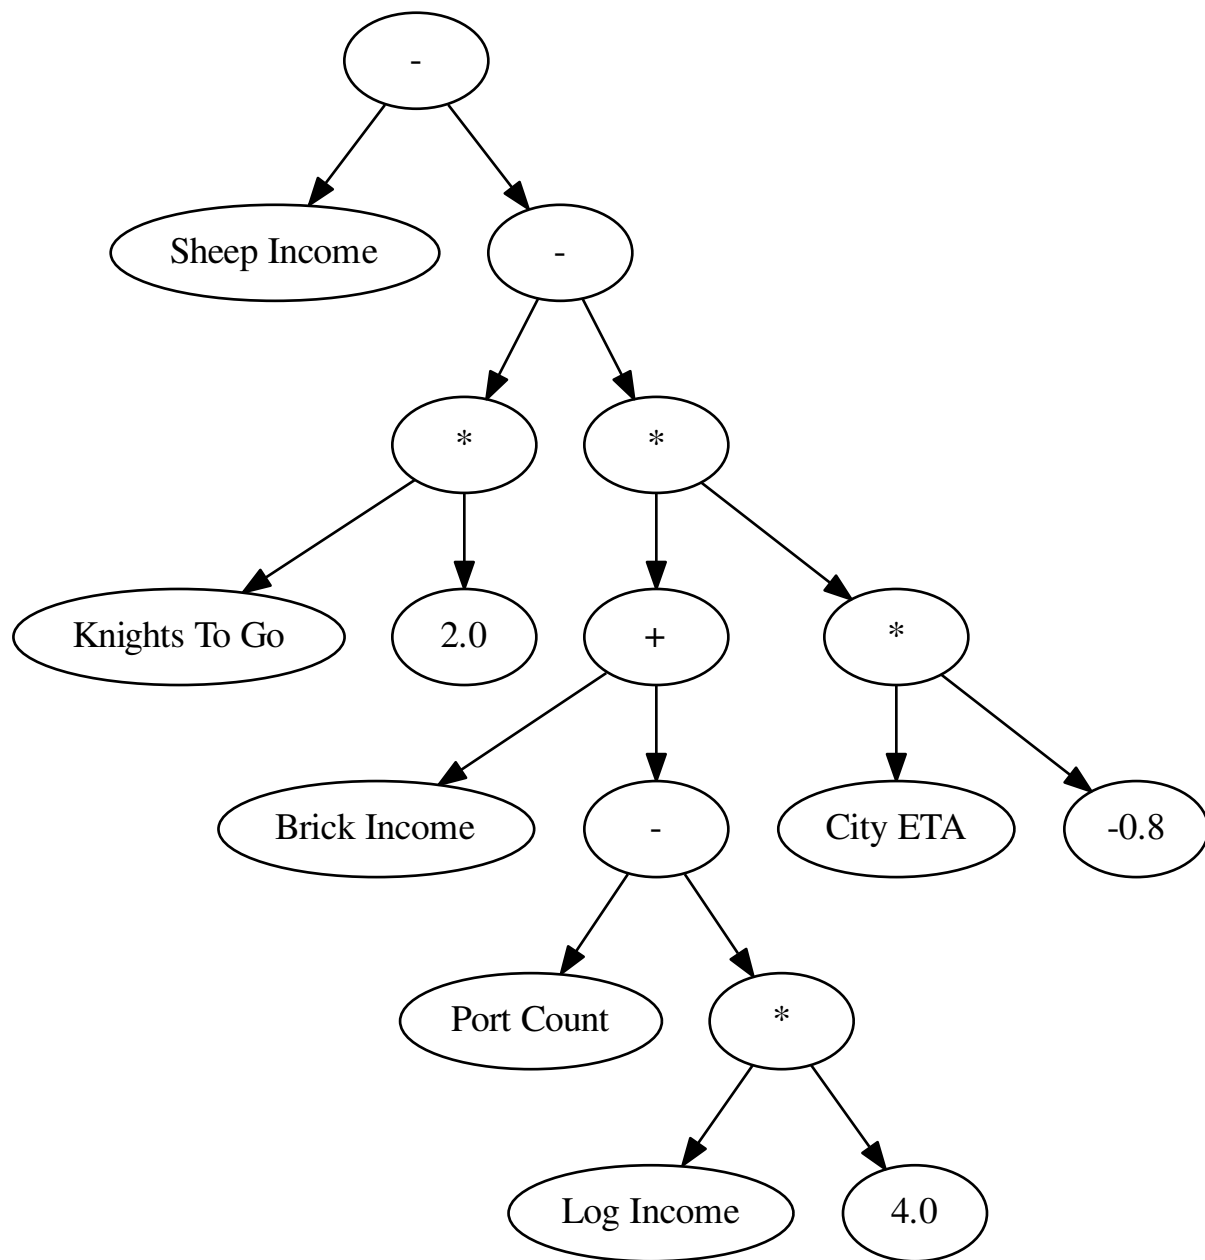 -
Sheep Income
-
*
*
Knights To Go
2.0
+
*
Brick Income
-
City ETA
-0.8
Port Count
*
Log Income
4.0